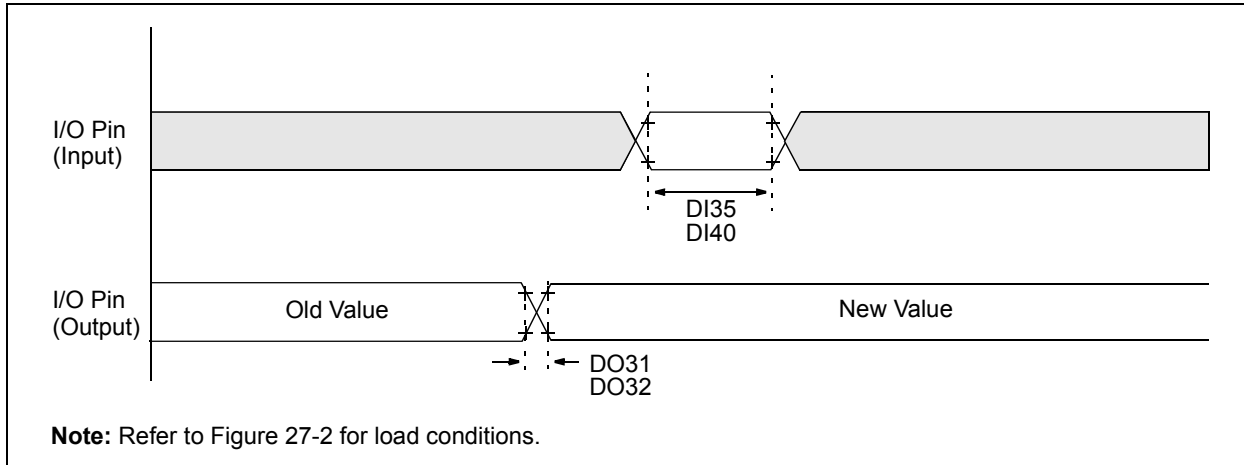 I/O Pin
(Input)
DI35
DI40
I/O Pin
(Output)
Old Value
New Value
DO31
DO32
Note: Refer to Figure 27-2 for load conditions.